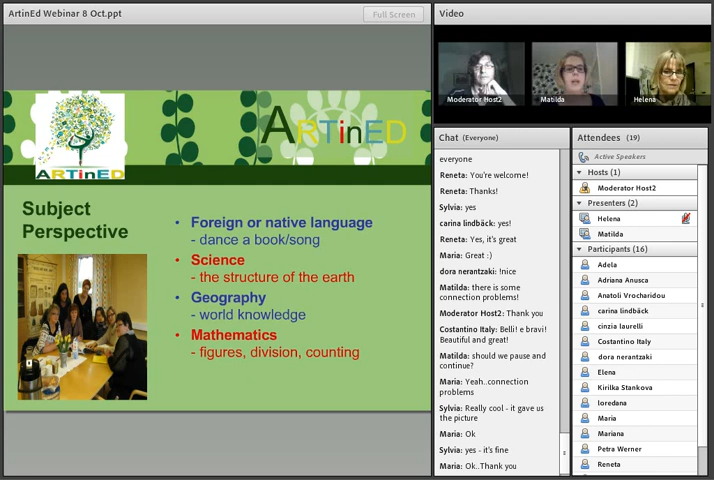 ArtinEd Webinar 8 Oct.ppt
Full Screen
ARTinED
ARTinED
Subject
Perspective
• Foreign or native language
- dance a book/song
• Science
- the structure of the earth
• Geography
- world knowledge
• Mathematics
- figures, division, counting
Video
Moderator Host2
Matilda
Helena
Chat (Everyone)
everyone
Reneta: You're welcome!
Reneta: Thanks!
Sylvia: yes
carina lindbäck: yes!
Reneta: Yes, it's great
Maria: Great :)
dora nerantzaki: !nice
Matilda: there is some
connection problems!
Moderator Host2: Thank you
Costantino Italy: Belli! e bravi!
Beautiful and great!
Matilda: should we pause and
continue?
Maria: Yeah..connection
problems
Sylvia: Really cool - it gave us
the picture
Maria: Ok
Sylvia: yes - it's fine
Maria: Ok..Thank you
Attendees (19)
Active Speakers
Hosts (1)
Moderator Host2
Presenters (2)
Helena
Matilda
Participants (16)
Adela
Adriana Anusca
Anatoli Vrocharidou
carina lindbäck
cinzia laurelli
Costantino Italy
dora nerantzaki
Elena
Kirilka Stankova
loredana
Maria
Mariana
Petra Werner
Reneta